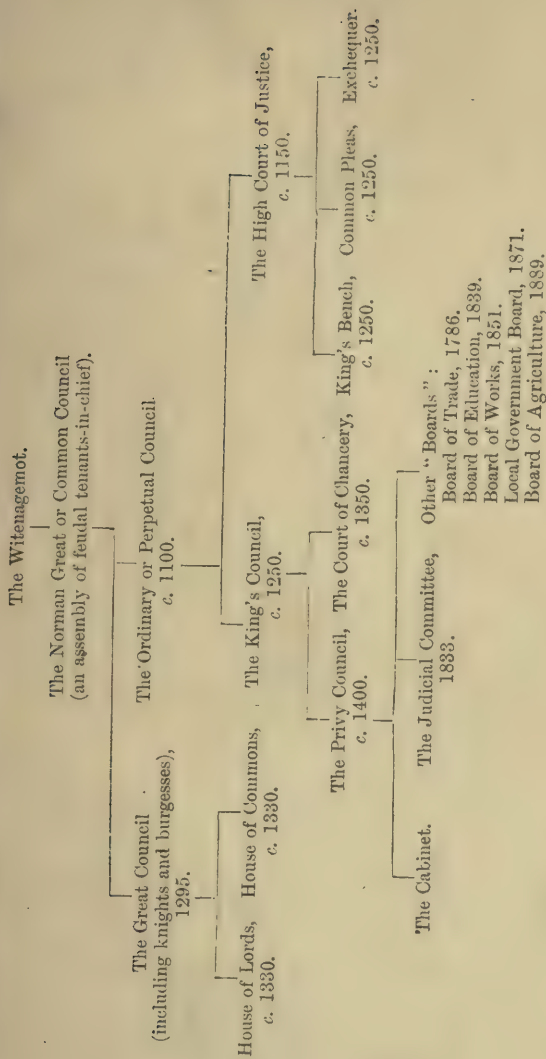 The Witenagemot.
The Norman Great or Common Council
(an assembly of feudal tenants-in-chief).
The Great Council
(including knights and burgesses),
1295.
The Ordinary or Perpetual Council
c. 1100.
House of Lords,
c. 1330.
House of Commons,
c. 1330.
The King's Council,
c. 1250.
The High Court of Justice,
c. 1150.
The Privy Council,
c. 1400.
The Court of Chancery,
c. 1350.
King's Bench,
c. 1250.
Common Pleas,
c. 1250.
Exchequer.
c. 1250.
The Cabinet.
The Judicial Committee,
1833.
Other "Boards":
Board of Trade, 1786.
Board of Education, 1839.
Board of Works, 1851.
Local Government Board, 1871.
Board of Agriculture, 1889.